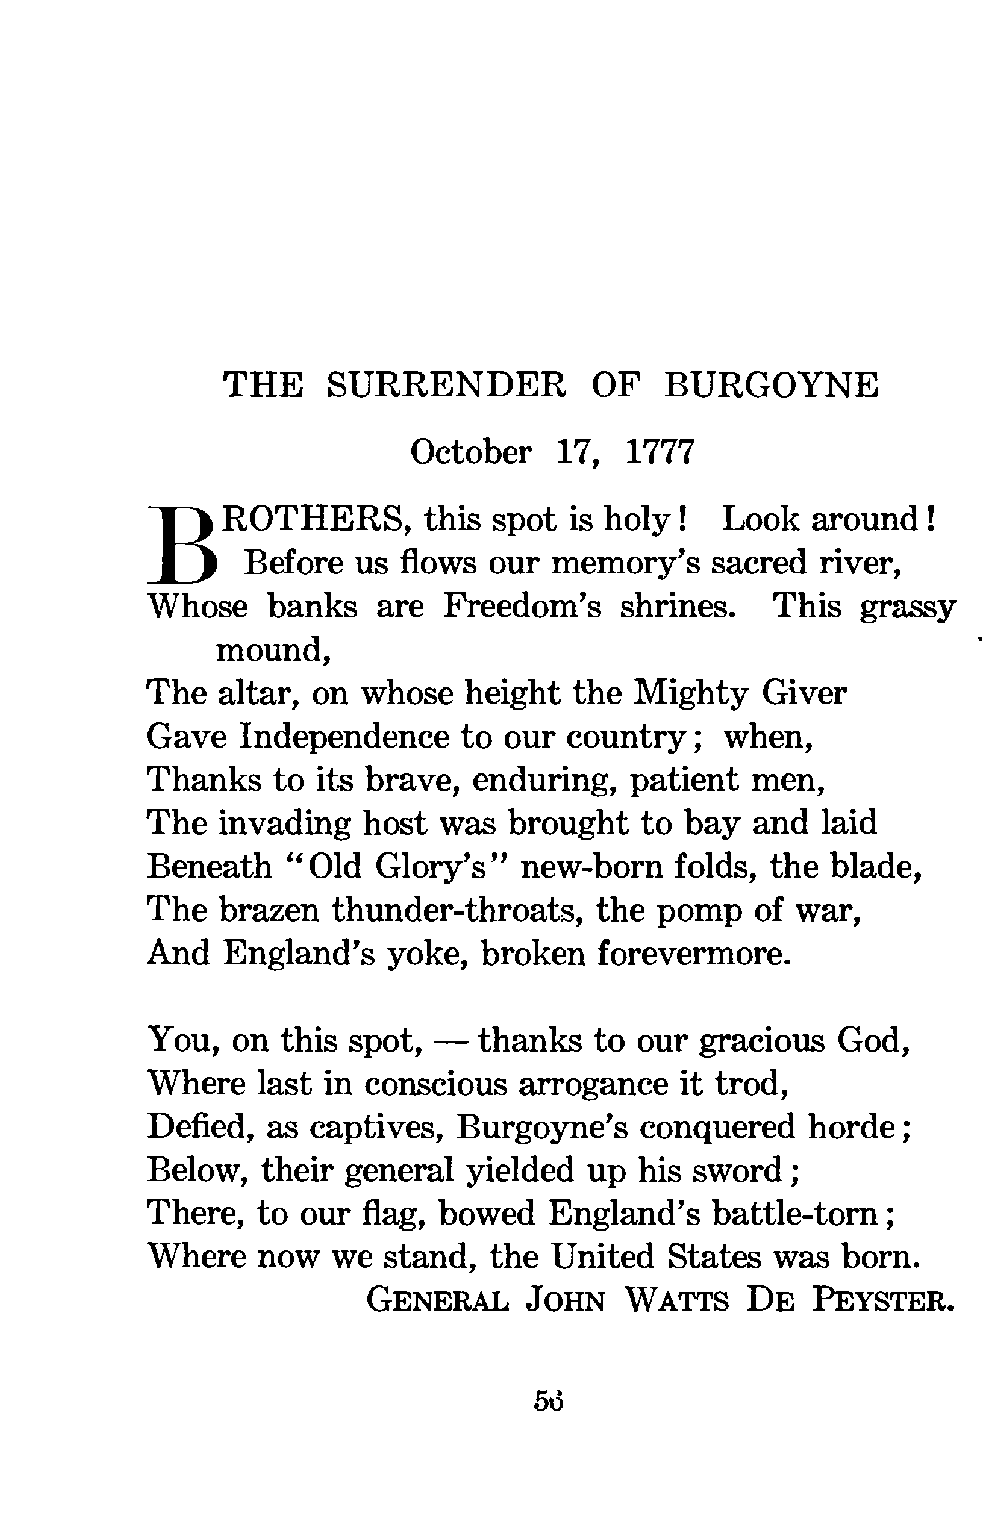 THE SURRENDER OF BURGOYNE
October 17, 1777
BROTHERS, this spot is holy! Look around!
Before us flows our memory's sacred river,
Whose banks are Freedom's shrines. This grassy
mound,
The altar, on whose height the Mighty Giver
Gave Independence to our country; when,
Thanks to its brave, enduring, patient men,
The invading host was brought to bay and laid
Beneath "Old Glory's" new-born folds, the blade,
The brazen thunder-throats, the pomp of war,
And England's yoke, broken forevermore.

You, on this spot, — thanks to our gracious God,
Where last in conscious arrogance it trod,
Defied, as captives, Burgoyne's conquered horde;
Below, their general yielded up his sword;
There, to our flag, bowed England's battle-torn;
Where now we stand, the United States was born.
GENERAL JOHN WATTS DE PEYSTER.
56